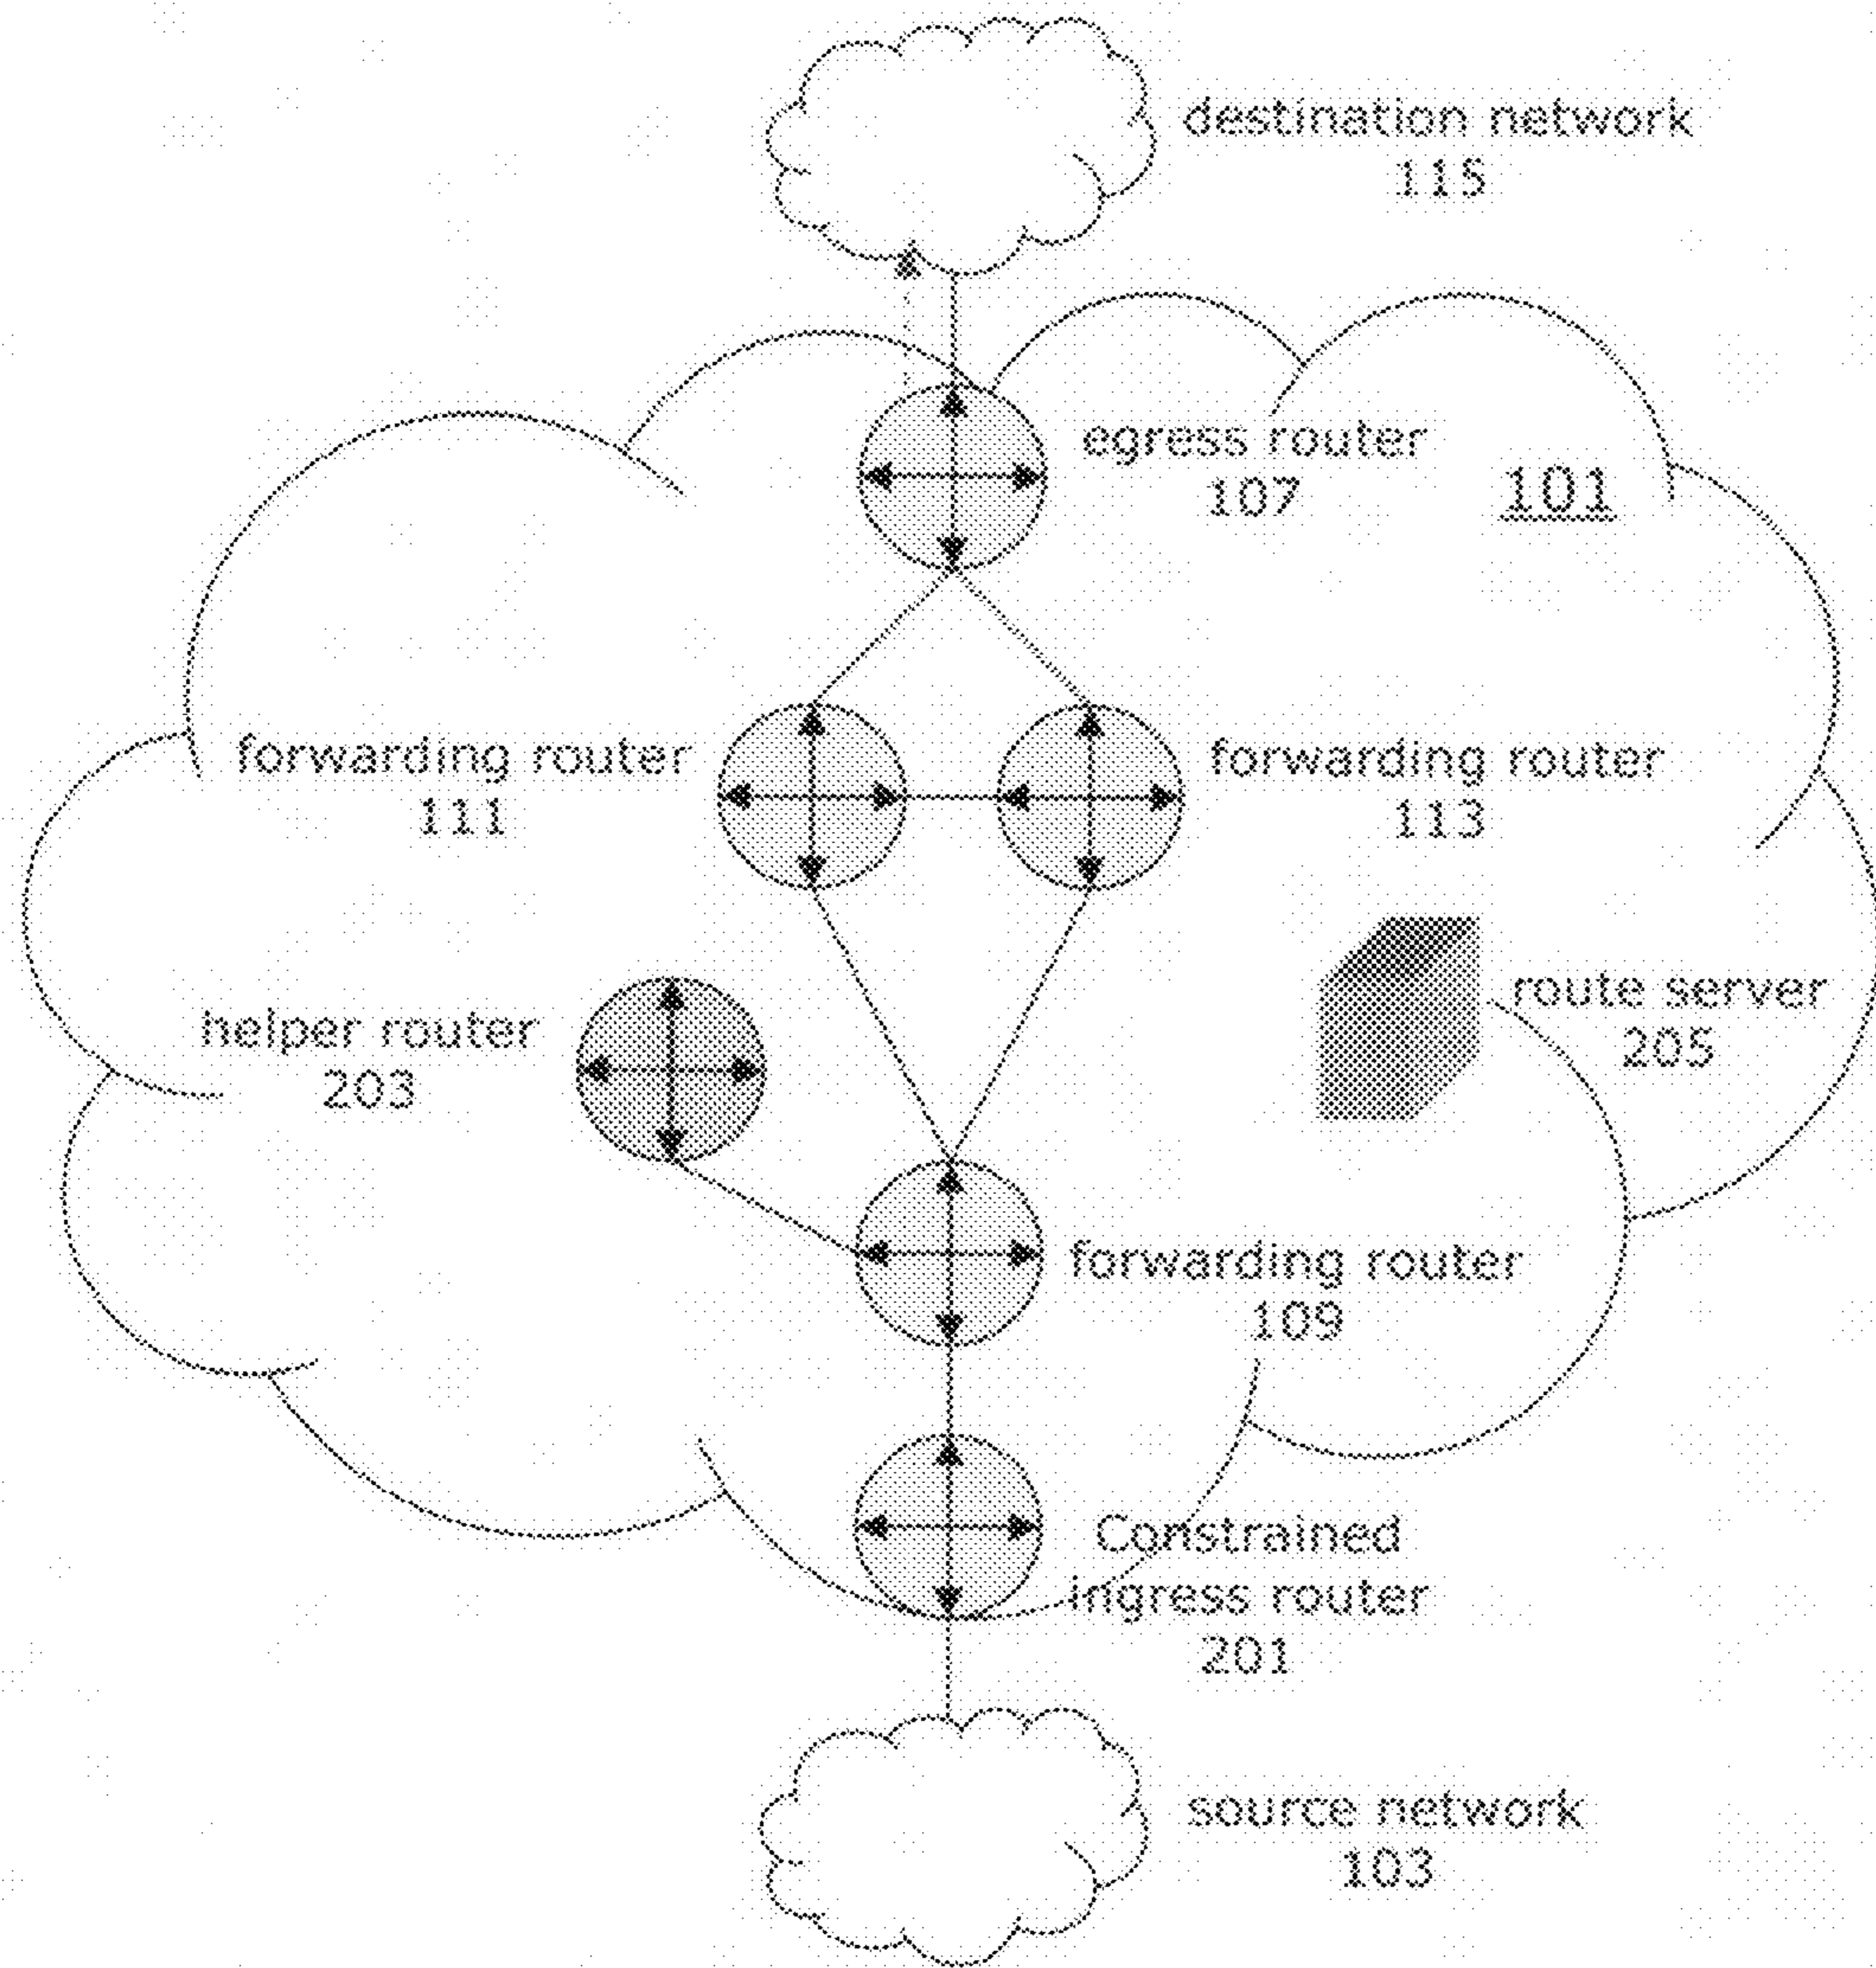 destination network
115
egress router
107
101
forwarding router
111
forwarding router
113
route server
205
helper router
203
forwarding router
109
Constrained
ingress router
201
source network
103